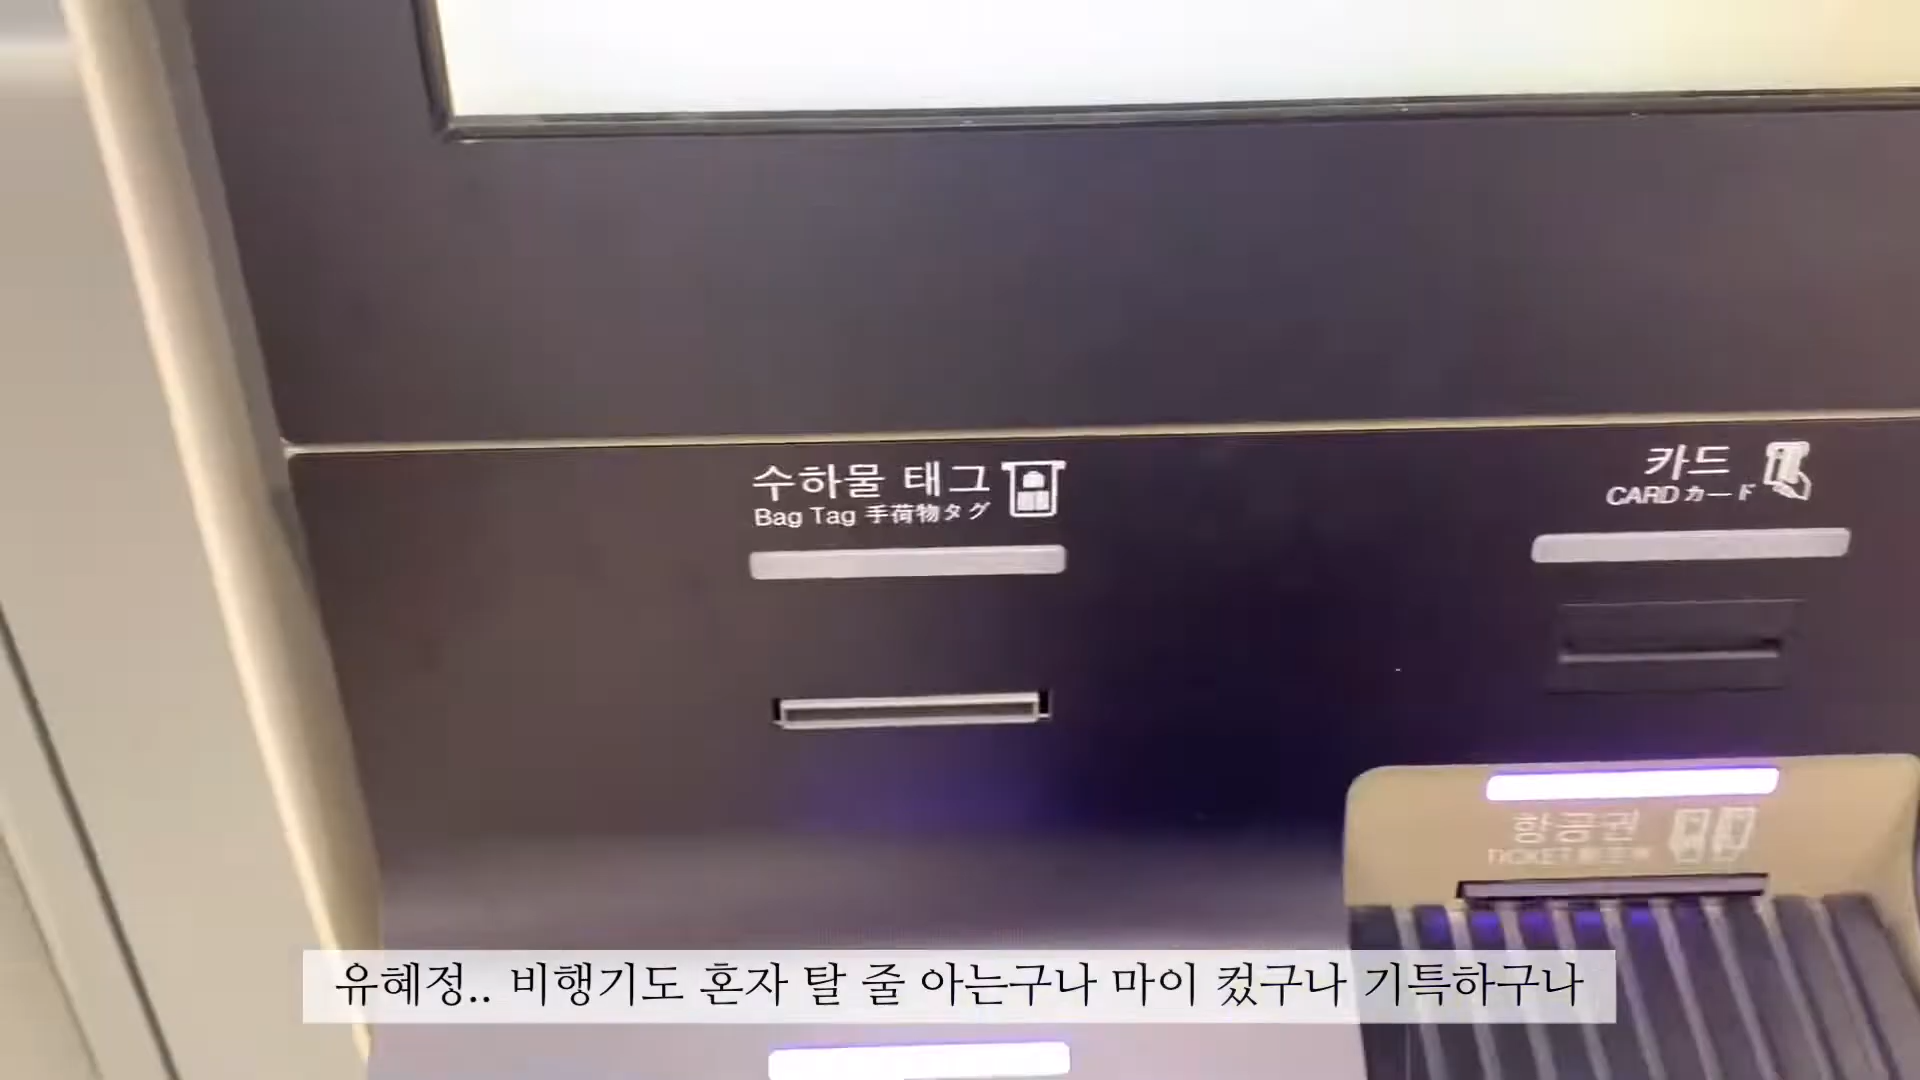 수하물 태그
Bag Tag 手荷物タグ
카드
CARD カード
항공권
TICKET
유혜정.. 비행기도 혼자 탈 줄 아는구나 마이 컸구나 기특하구나